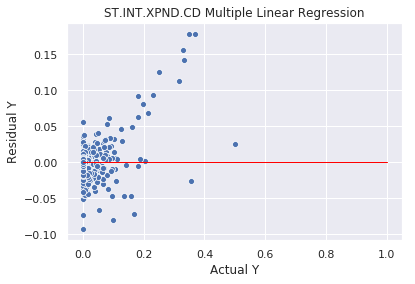 ST.INT.XPND.CD Multiple Linear Regression
Residual Y
0.15
0.10
0.05
0.00
−0.05
−0.10
0.0 0.2 0.4 0.6 0.8 1.0
Actual Y